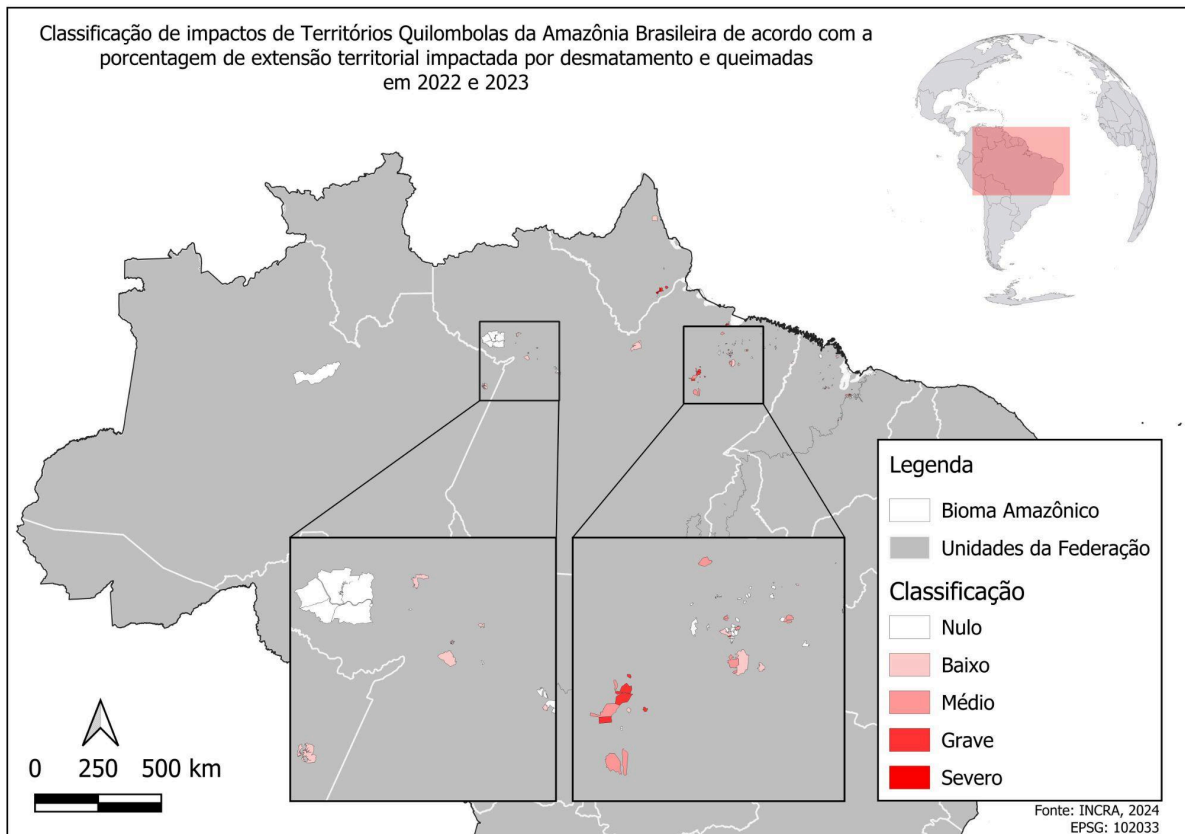 Classificação de impactos de Territórios Quilombolas da Amazônia Brasileira de acordo com a
porcentagem de extensão territorial impactada por desmatamento e queimadas
em 2022 e 2023
Legenda
Bioma Amazônico
Unidades da Federação
Classificação
Nulo
Baixo
Médio
Grave
Severo
0 250 500 km
Fonte: INCRA, 2024
EPSG: 102033